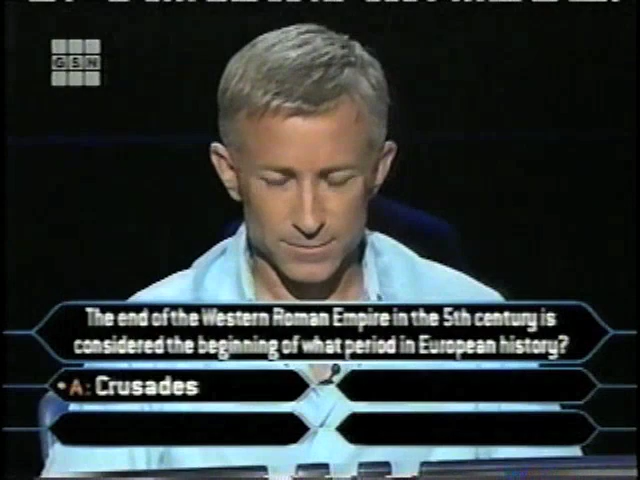 GSN
The end of the Western Roman Empire in the 5th century is
considered the beginning of what period in European history?
A: Crusades